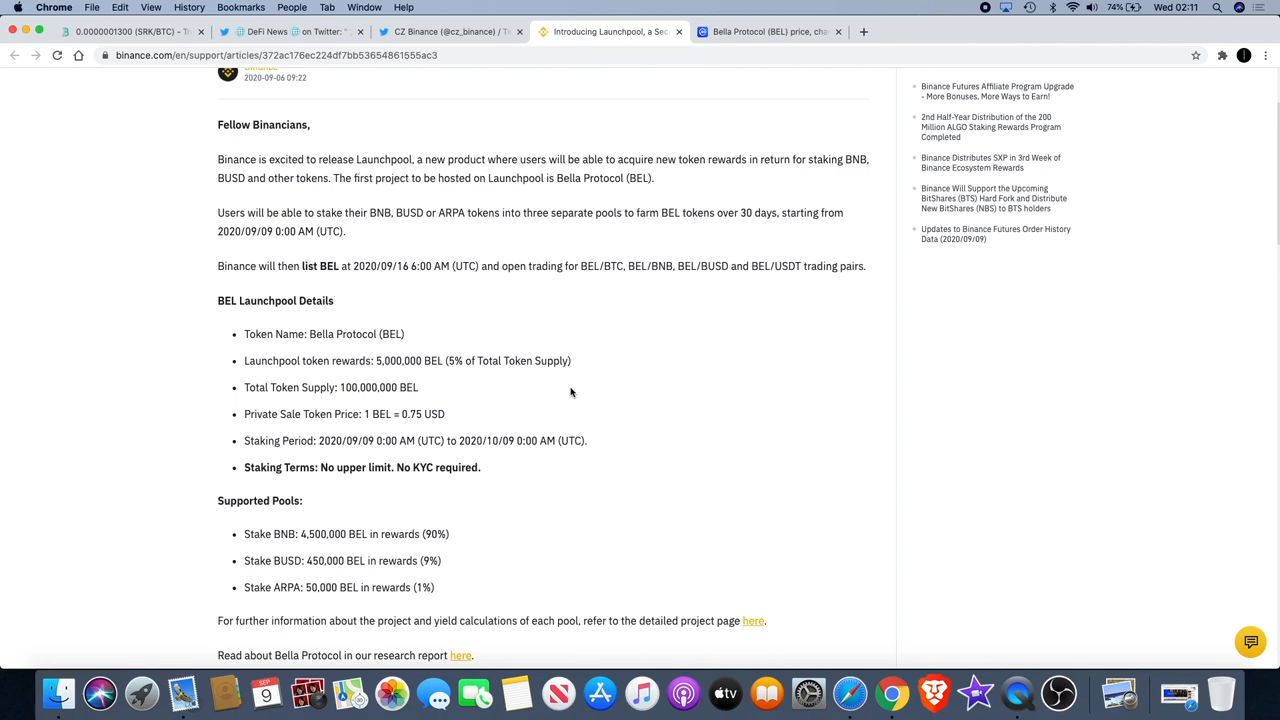 Chrome File Edit View History Bookmarks People Tab Window Help 74% Wed 02:11
0.0000001300 (SRK/BTC) - Tr
DeFi News on Twitter: "
CZ Binance (@cz_binance) / T
Introducing Launchpool, a Sec
Bella Protocol (BEL) price, cha
binance.com/en/support/articles/372ac176ec224df7bb53654861555ac3
Binance
2020-09-06 09:22
Fellow Binancians,
Binance is excited to release Launchpool, a new product where users will be able to acquire new token rewards in return for staking BNB,
BUSD and other tokens. The first project to be hosted on Launchpool is Bella Protocol (BEL).
Users will be able to stake their BNB, BUSD or ARPA tokens into three separate pools to farm BEL tokens over 30 days, starting from
2020/09/09 0:00 AM (UTC).
Binance will then list BEL at 2020/09/16 6:00 AM (UTC) and open trading for BEL/BTC, BEL/BNB, BEL/BUSD and BEL/USDT trading pairs.
BEL Launchpool Details
Token Name: Bella Protocol (BEL)
Launchpool token rewards: 5,000,000 BEL (5% of Total Token Supply)
Total Token Supply: 100,000,000 BEL
Private Sale Token Price: 1 BEL = 0.75 USD
Staking Period: 2020/09/09 0:00 AM (UTC) to 2020/10/09 0:00 AM (UTC).
Staking Terms: No upper limit. No KYC required.
Supported Pools:
Stake BNB: 4,500,000 BEL in rewards (90%)
Stake BUSD: 450,000 BEL in rewards (9%)
Stake ARPA: 50,000 BEL in rewards (1%)
For further information about the project and yield calculations of each pool, refer to the detailed project page here.
Read about Bella Protocol in our research report here.
Binance Futures Affiliate Program Upgrade
- More Bonuses, More Ways to Earn!
2nd Half-Year Distribution of the 200
Million ALGO Staking Rewards Program
Completed
Binance Distributes SXP in 3rd Week of
Binance Ecosystem Rewards
Binance Will Support the Upcoming
BitShares (BTS) Hard Fork and Distribute
New BitShares (NBS) to BTS holders
Updates to Binance Futures Order History
Data (2020/09/09)
SEP
9
tv